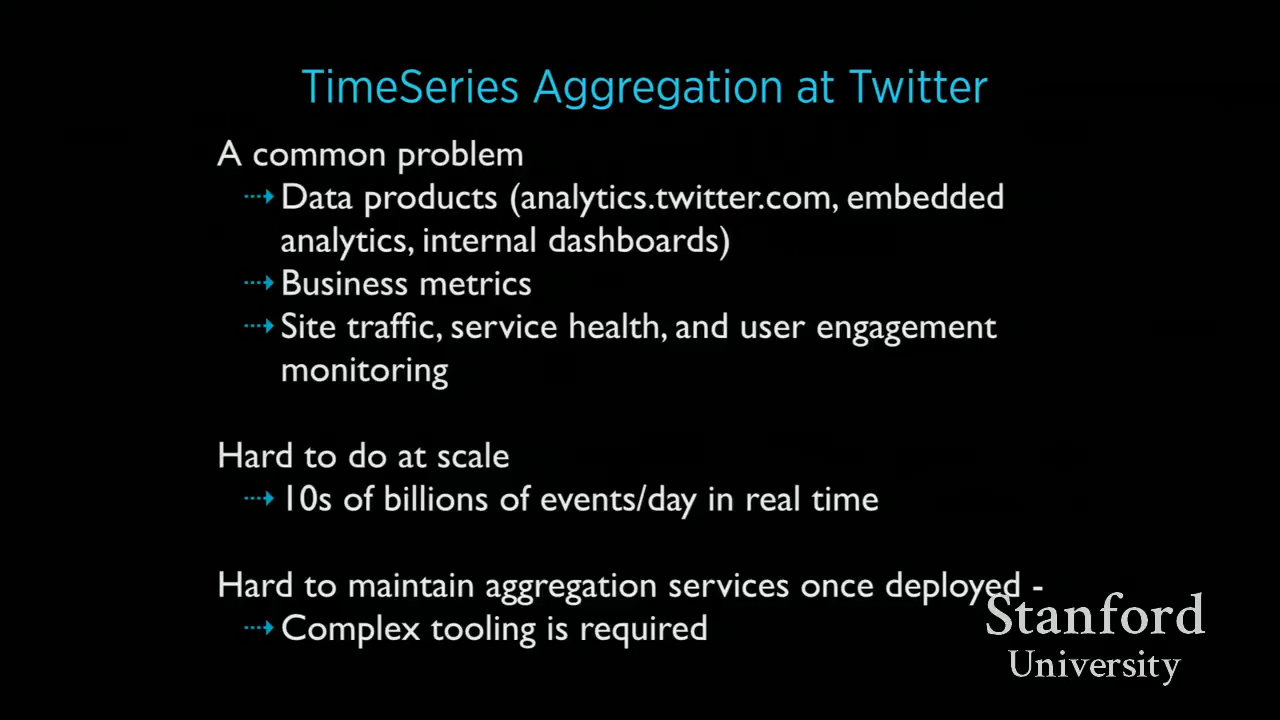 TimeSeries Aggregation at Twitter
A common problem
⇢ Data products (analytics.twitter.com, embedded
analytics, internal dashboards)
⇢ Business metrics
⇢ Site traffic, service health, and user engagement
monitoring
Hard to do at scale
⇢ 10s of billions of events/day in real time
Hard to maintain aggregation services once deployed -
⇢ Complex tooling is required
Stanford
University